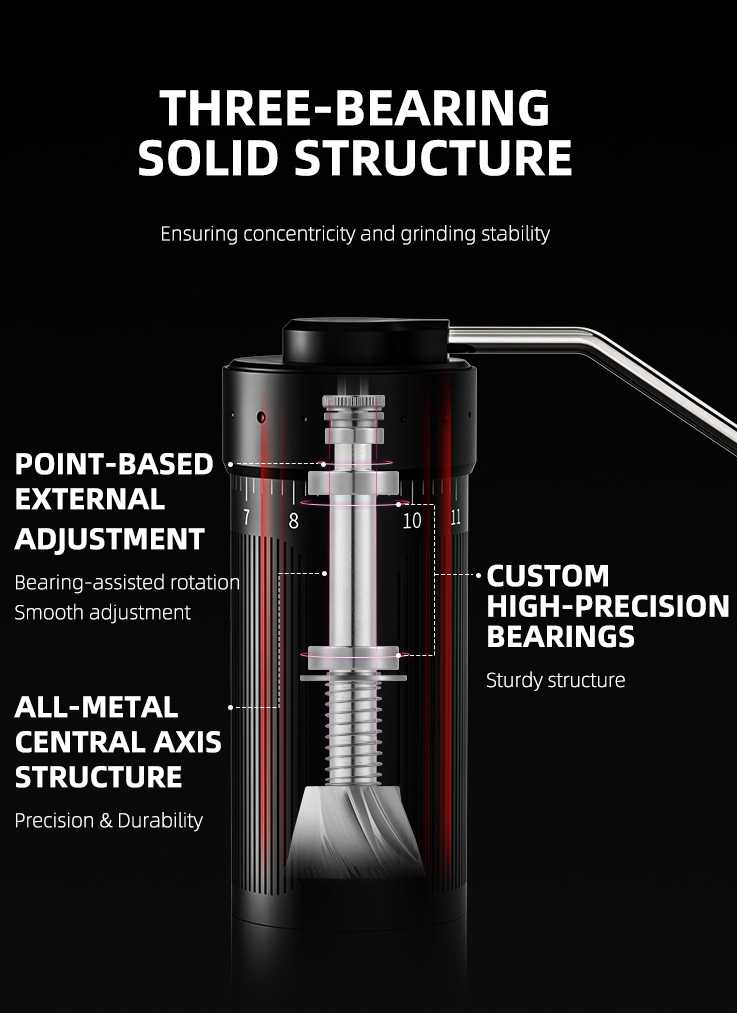 THREE-BEARING
SOLID STRUCTURE
Ensuring concentricity and grinding stability
POINT-BASED
EXTERNAL
ADJUSTMENT
Bearing-assisted rotation
Smooth adjustment
7 8 10 11
CUSTOM
HIGH-PRECISION
BEARINGS
Sturdy structure
ALL-METAL
CENTRAL AXIS
STRUCTURE
Precision & Durability